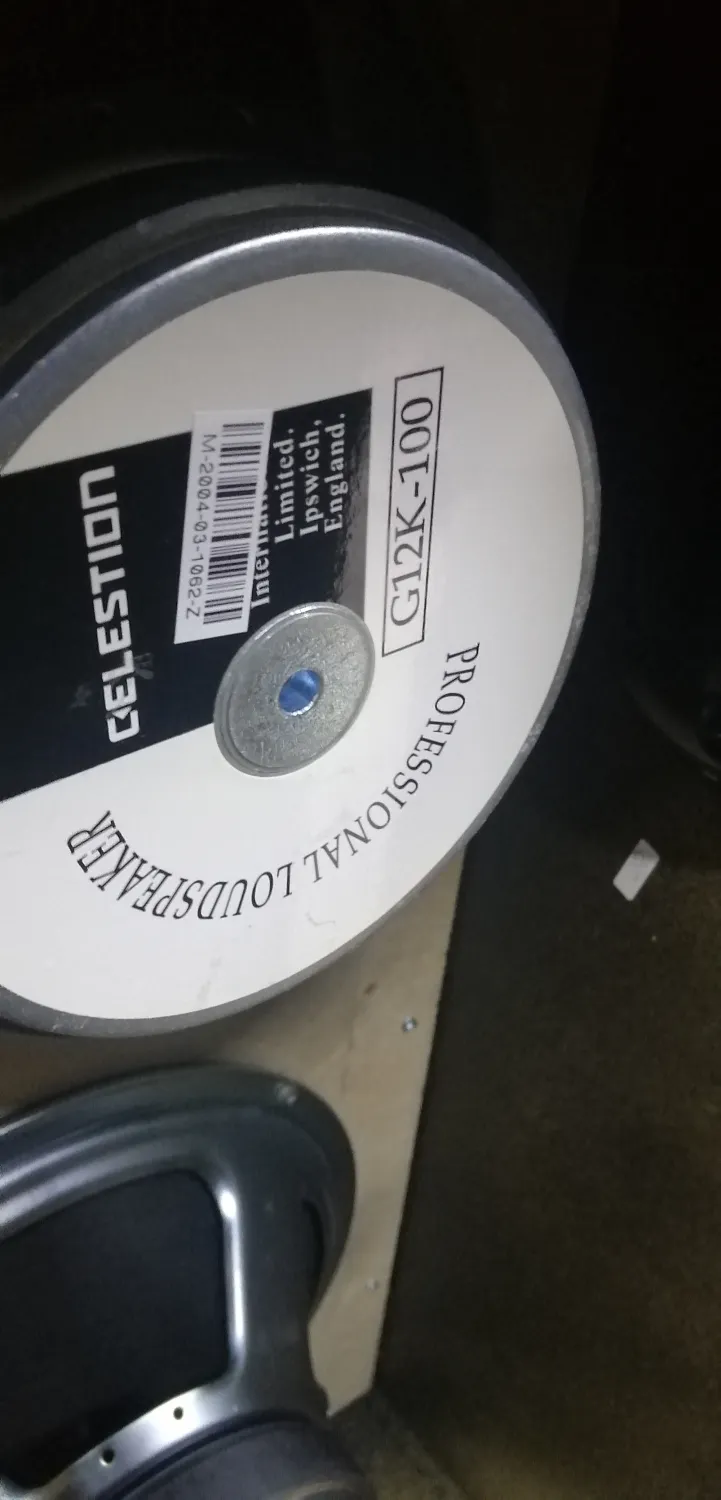 CELESTION
M-2004-03-1062-Z
Limited.
Ipswich,
England.
G12K-100
PROFESSIONAL LOUDSPEAKER